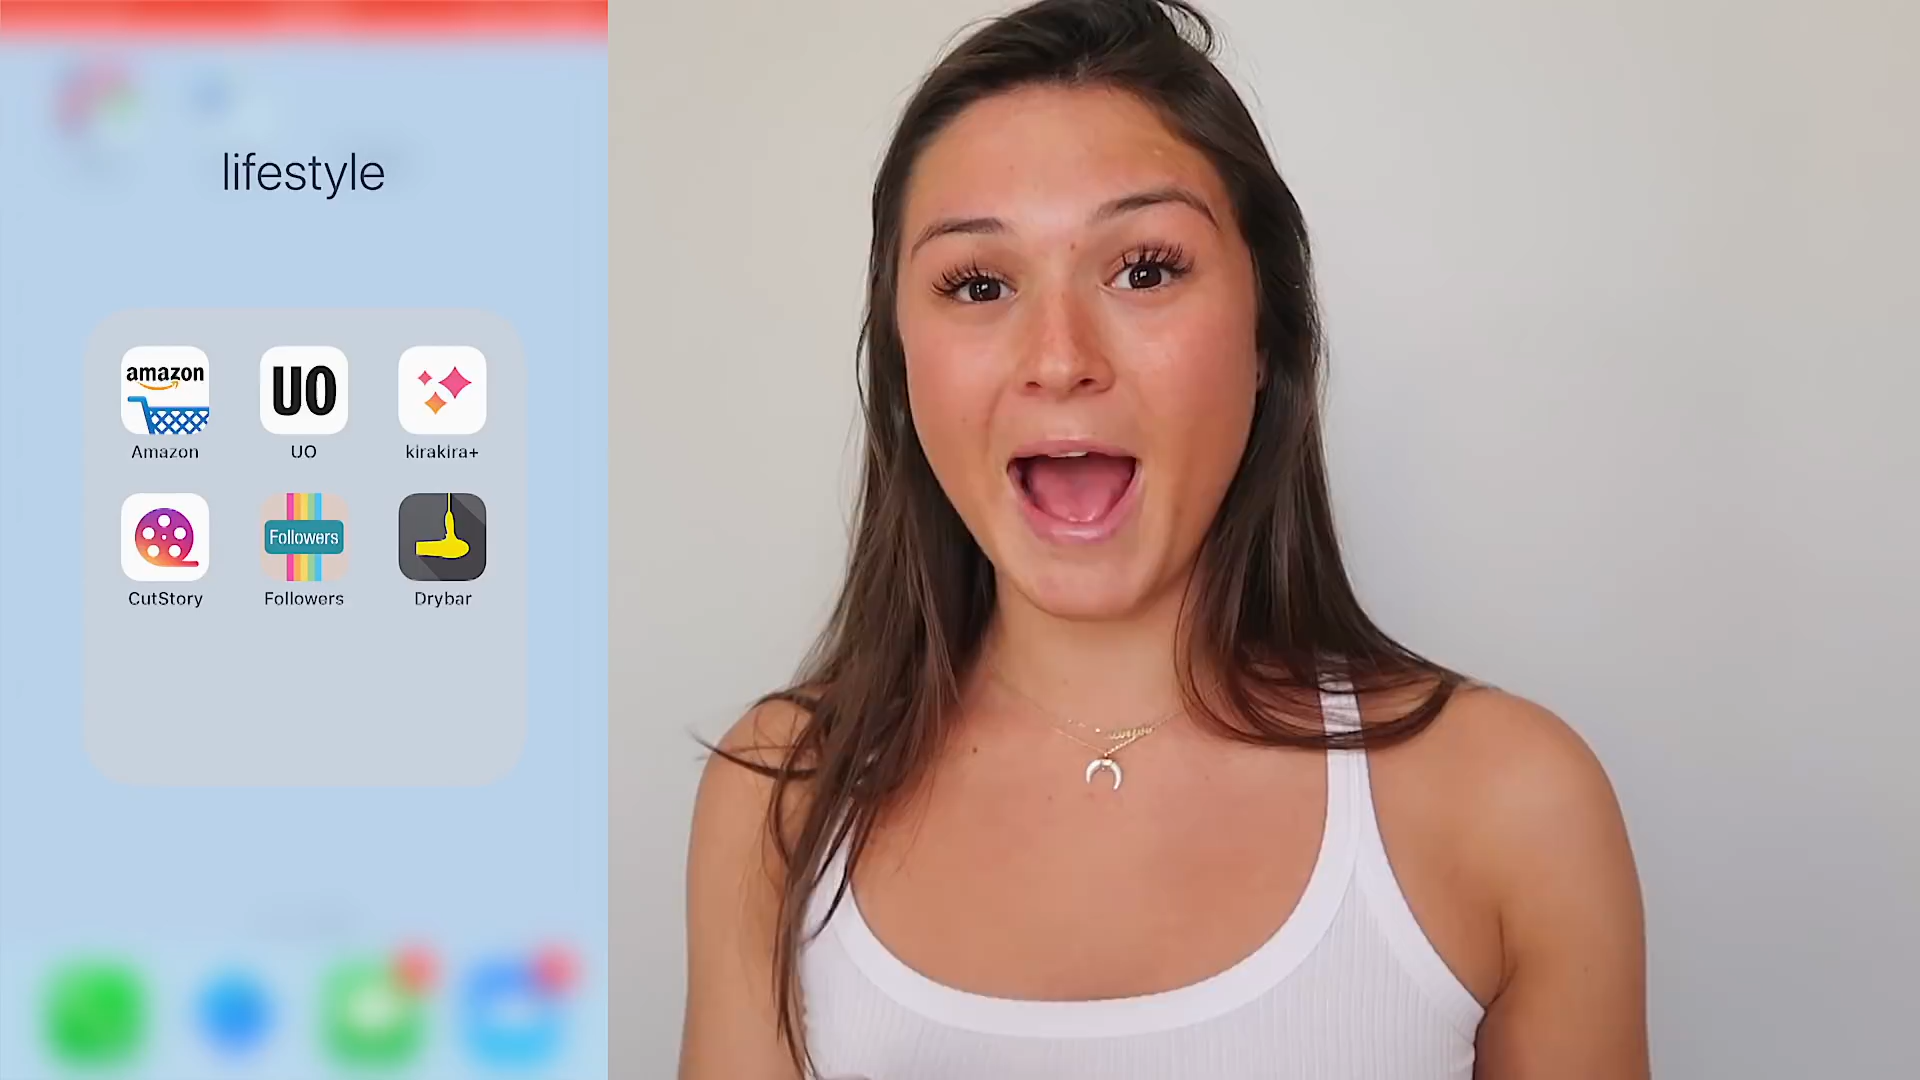 lifestyle
amazon
UO
Amazon
UO
kirakira+
Followers
CutStory
Followers
Drybar